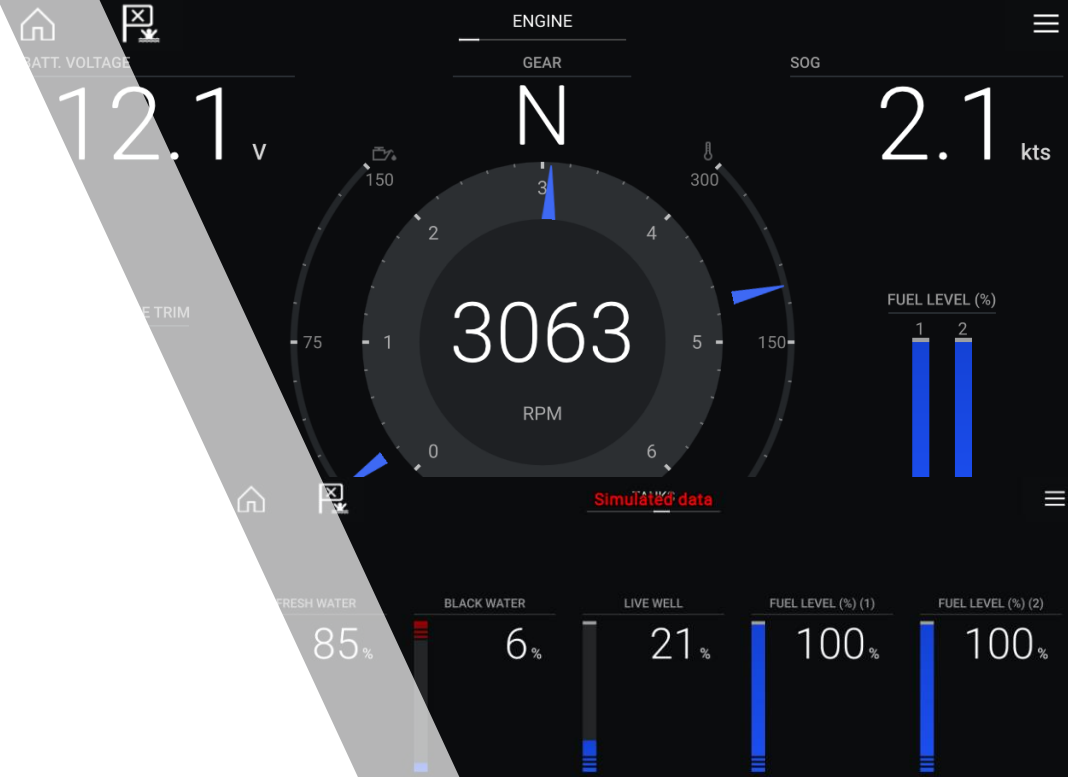 ENGINE
BATT. VOLTAGE
GEAR
SOG
12.1 V
N
2.1 kts
150
300
3
2
4
E TRIM
FUEL LEVEL (%)
1 2
75
1
3063
5
150
RPM
0
6
Simulated data
FRESH WATER
BLACK WATER
LIVE WELL
FUEL LEVEL (%) (1)
FUEL LEVEL (%) (2)
85 %
6 %
21 %
100 %
100 %